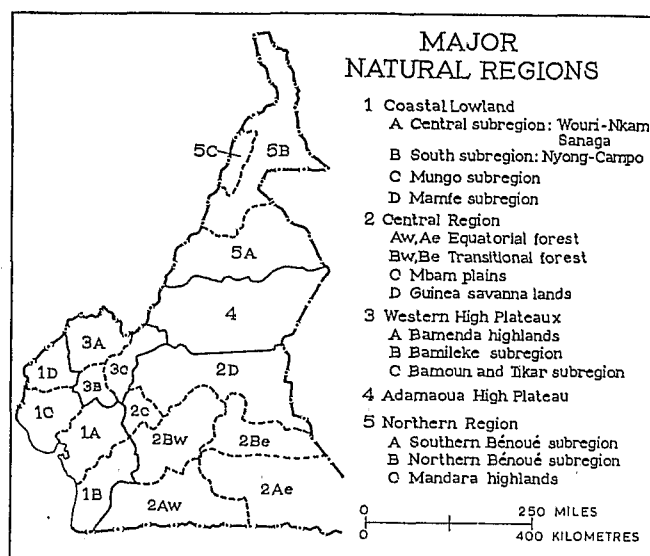 MAJOR
NATURAL REGIONS
1 Coastal Lowland
A Central subregion: Wouri-Nkam
Sanaga
B South subregion: Nyong-Campo
C Mungo subregion
D Mamfe subregion
2 Central Region
Aw,Ae Equatorial forest
Bw,Be Transitional forest
C Mbam plains
D Guinea savanna lands
3 Western High Plateaux
A Bamenda highlands
B Bamileke subregion
C Bamoun and Tikar subregion
4 Adamaoua High Plateau
5 Northern Region
A Southern Bénoué subregion
B Northern Bénoué subregion
C Mandara highlands
0 250 MILES
0 400 KILOMETRES
5C 5B
5A
4
3A
1D 3B 3C 2D
1C 1A 2C
2Bw 2Be
1B 2Aw 2Ae